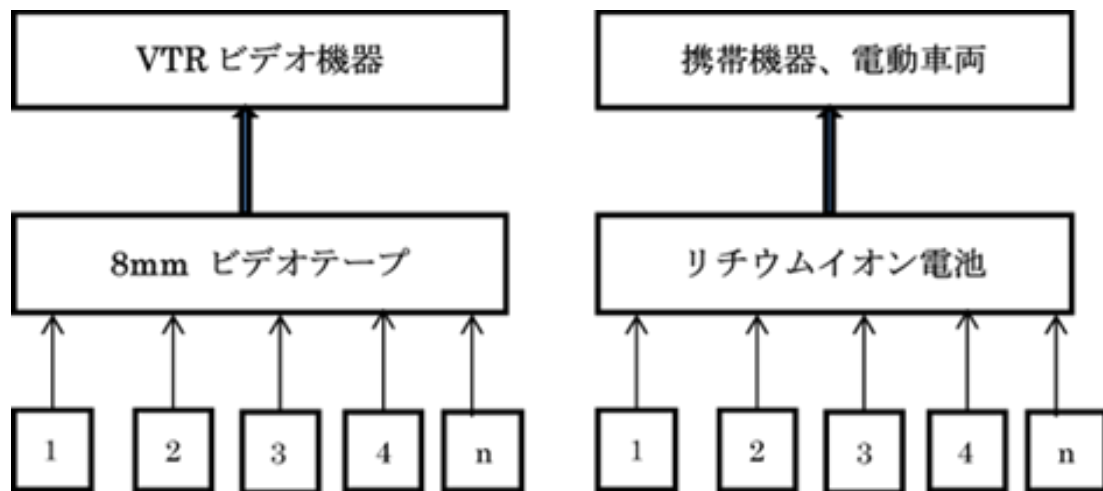 VTR ビデオ機器
携帯機器、電動車両
8mm ビデオテープ
リチウムイオン電池
1 2 3 4 n
1 2 3 4 n